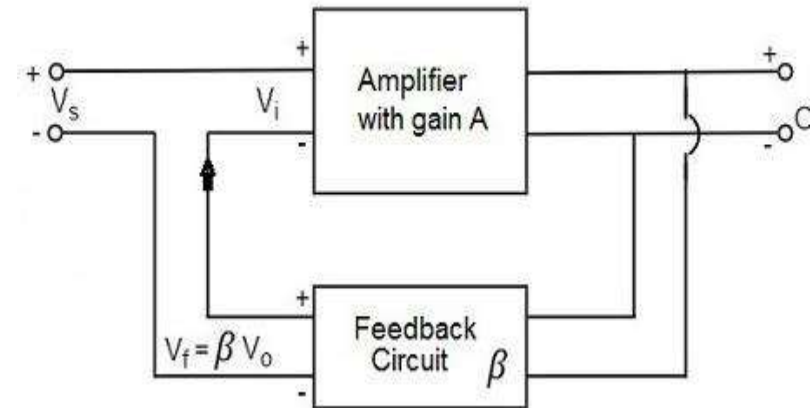 +
+
+
Amplifier
with gain A
V_s
V_i
O
-
-
-
+
Feedback
Circuit β
V_f = β V_o
-